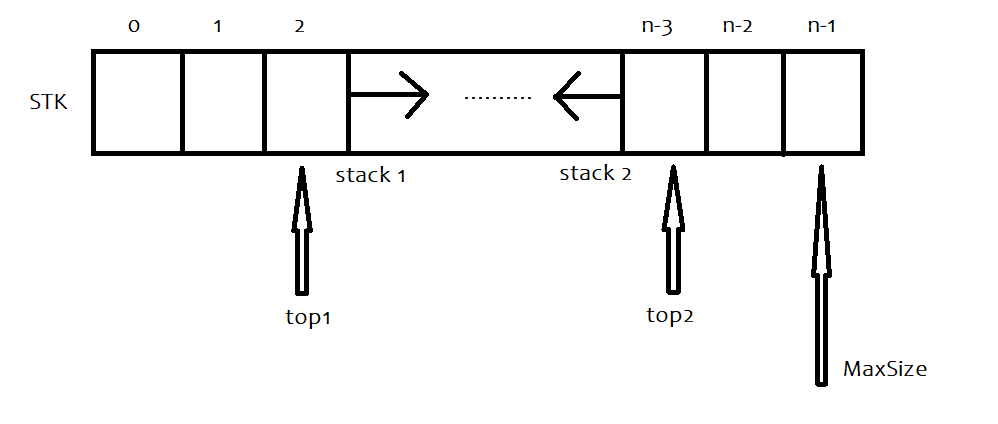 0 1 2 n-3 n-2 n-1
STK
..........
stack 1 stack 2
top1 top2
MaxSize